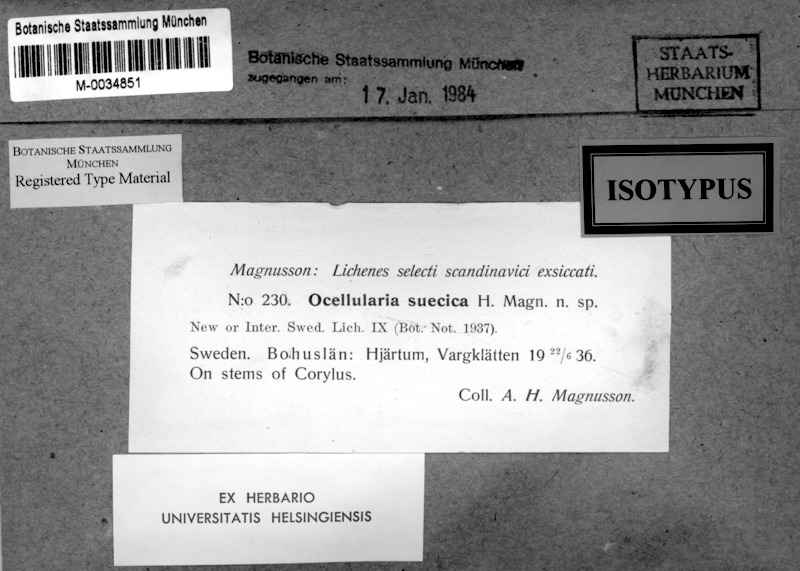 Botanische Staatssammlung München
M-0034851
Botanische Staatssammlung München
zugegangen am:
17. Jan. 1984
STAATS-
HERBARIUM
MÜNCHEN
BOTANISCHE STAATSSAMMLUNG
MÜNCHEN
Registered Type Material
ISOTYPUS
Magnusson: Lichenes selecti scandinavici exsiccati.
N:o 230. Ocellularia suecica H. Magn. n. sp.
New or Inter. Swed. Lich. IX (Bot. Not. 1937).
Sweden. Bohuslän: Hjärtum, Vargklätten 19 22/6 36.
On stems of Corylus.
Coll. A. H. Magnusson.
EX HERBARIO
UNIVERSITATIS HELSINGIENSIS